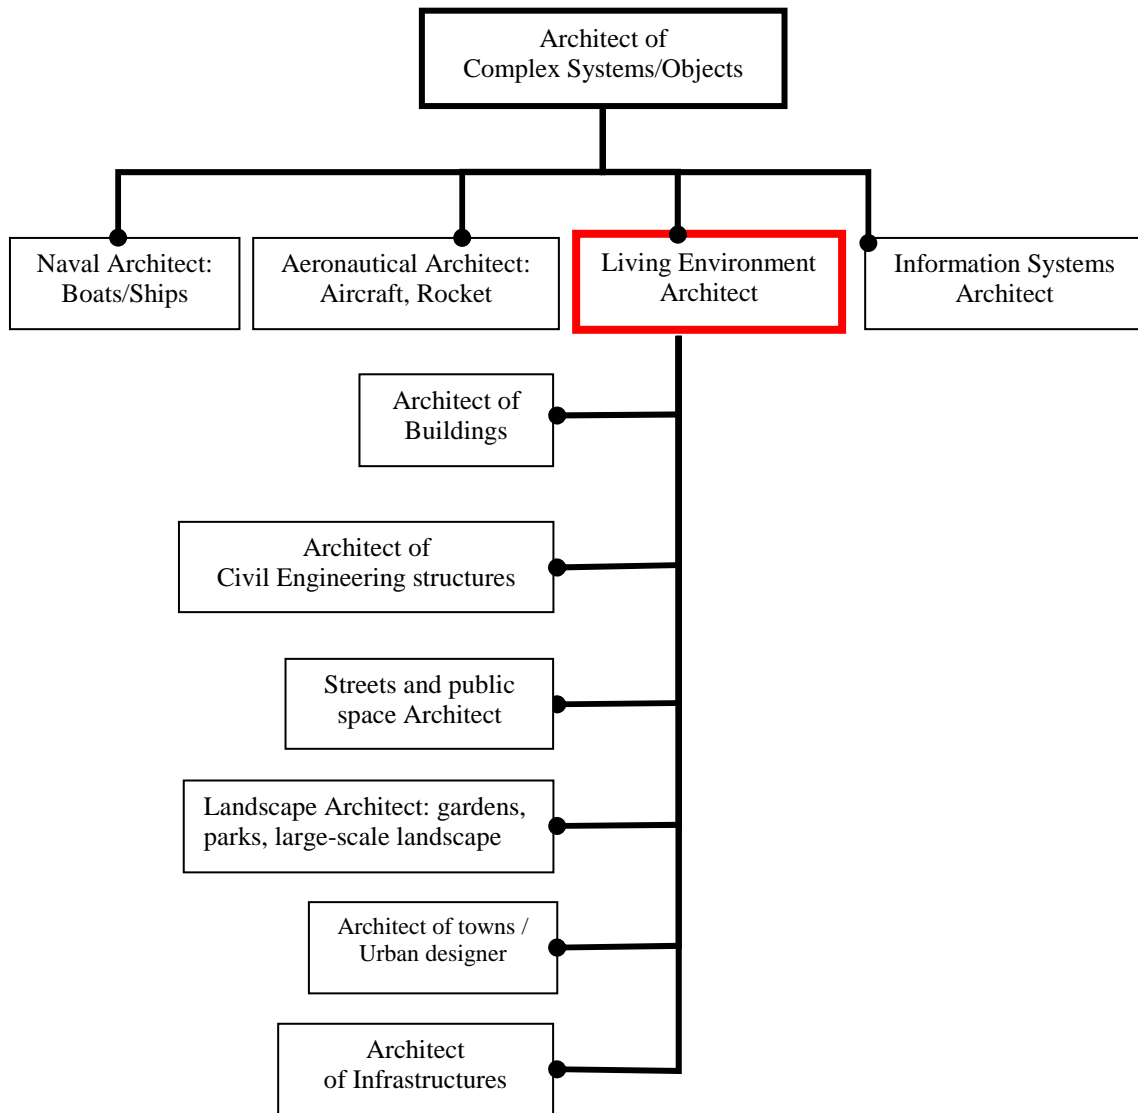 Architect of
Complex Systems/Objects
Naval Architect:
Boats/Ships
Aeronautical Architect:
Aircraft, Rocket
Living Environment
Architect
Information Systems
Architect
Architect of
Buildings
Architect of
Civil Engineering structures
Streets and public
space Architect
Landscape Architect: gardens,
parks, large-scale landscape
Architect of towns /
Urban designer
Architect
of Infrastructures